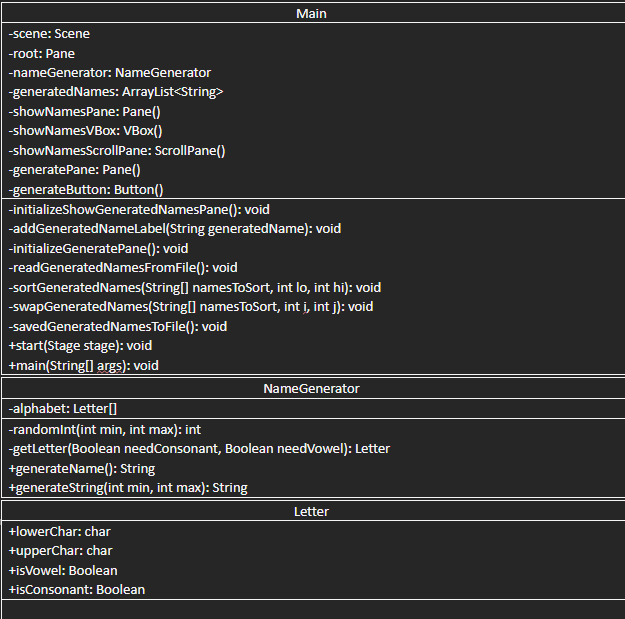 Main
-scene: Scene
-root: Pane
-nameGenerator: NameGenerator
-generatedNames: ArrayList<String>
-showNamesPane: Pane()
-showNamesVBox: VBox()
-showNamesScrollPane: ScrollPane()
-generatePane: Pane()
-generateButton: Button()
-initializeShowGeneratedNamesPane(): void
-addGeneratedNameLabel(String generatedName): void
-initializeGeneratePane(): void
-readGeneratedNamesFromFile(): void
-sortGeneratedNames(String[] namesToSort, int lo, int hi): void
-swapGeneratedNames(String[] namesToSort, int i, int j): void
-savedGeneratedNamesToFile(): void
+start(Stage stage): void
+main(String[] args): void
NameGenerator
-alphabet: Letter[]
-randomInt(int min, int max): int
-getLetter(Boolean needConsonant, Boolean needVowel): Letter
+generateName(): String
+generateString(int min, int max): String
Letter
+lowerChar: char
+upperChar: char
+isVowel: Boolean
+isConsonant: Boolean